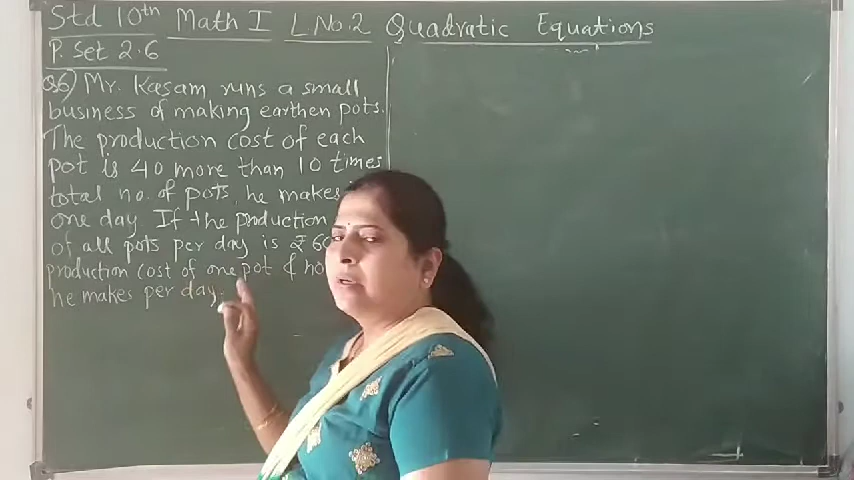 Std 10th Math I L No. 2 Quadratic Equations
P. Set 2.6
Q6) Mr. Kasam runs a small
business of making earthen pots.
The production cost of each
pot is 40 more than 10 times
total no. of pots, he makes
one day. If the production
of all pots per day is ₹ 60
production cost of one pot &
he makes per day.